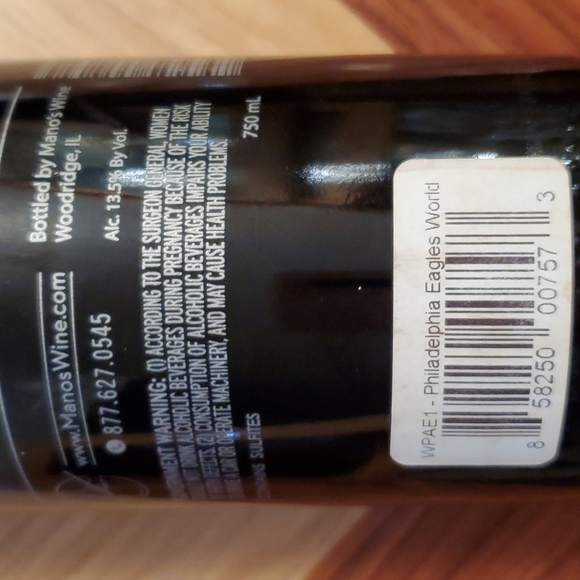 Bottled by Mano's Wine
Woodridge, IL
Alc. 13.5% By Vol.
www.ManosWine.com
877.627.0545
WARNING: (1) ACCORDING TO THE SURGEON GENERAL, WOMEN
DRINK ALCOHOLIC BEVERAGES DURING PREGNANCY BECAUSE OF THE RISK
(2) CONSUMPTION OF ALCOHOLIC BEVERAGES IMPAIRS YOUR ABILITY
CAR OR OPERATE MACHINERY, AND MAY CAUSE HEALTH PROBLEMS.
SULFITES
750 mL
WPAE1 - Philadelphia Eagles World
8 58250 00757 3